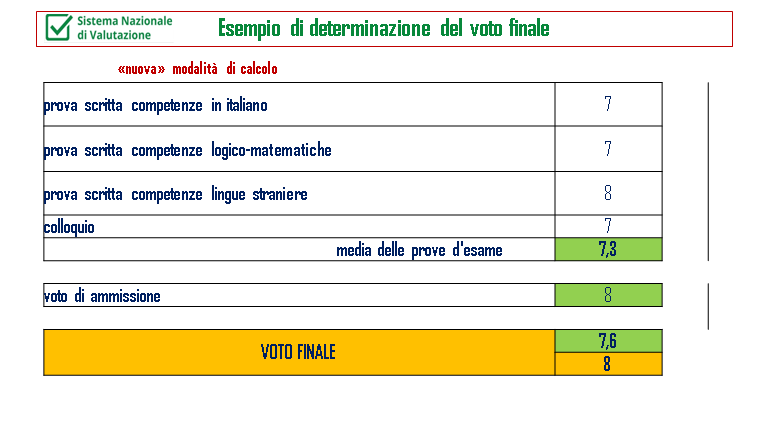 Sistema Nazionale
di Valutazione
Esempio di determinazione del voto finale
«nuova» modalità di calcolo
prova scritta competenze in italiano 7
prova scritta competenze logico-matematiche 7
prova scritta competenze lingue straniere 8
colloquio 7
media delle prove d'esame 7,3
voto di ammissione 8
VOTO FINALE 7,6
8